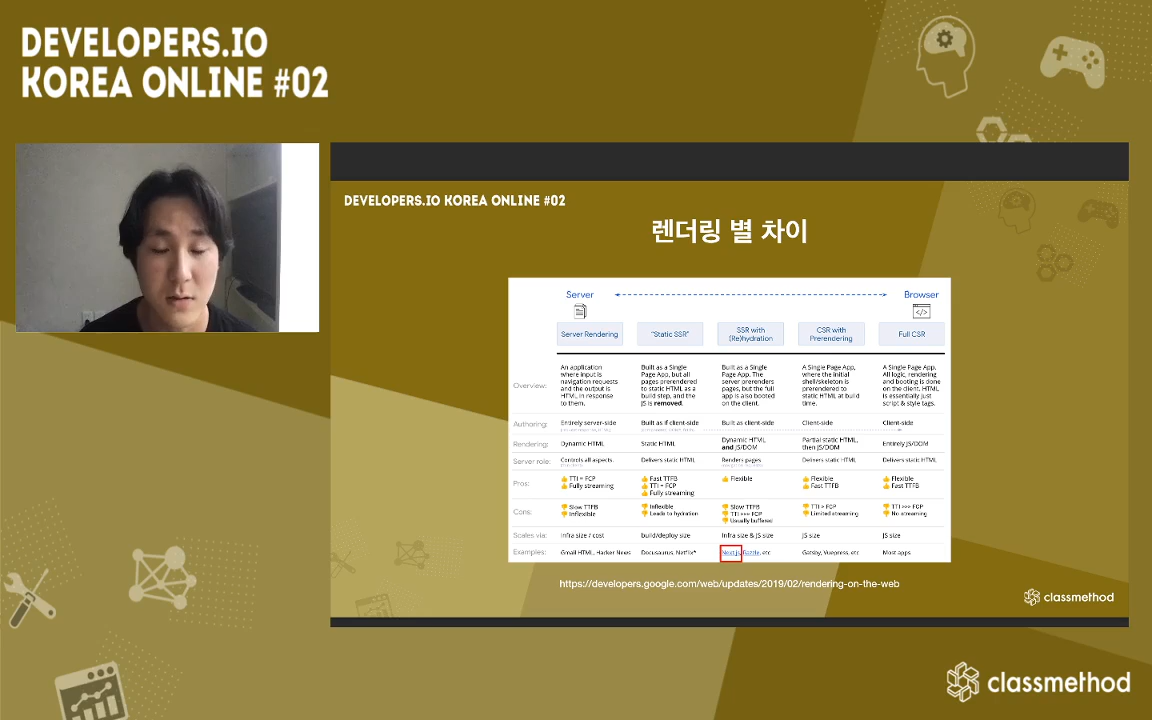 DEVELOPERS.IO
KOREA ONLINE #02
DEVELOPERS.IO KOREA ONLINE #02
렌더링 별 차이
Server
Browser
</>
Server Rendering
"Static SSR"
SSR with
(Re)hydration
CSR with
Prerendering
Full CSR
Overview:
An application
where input is
navigation requests
and the output is
HTML in response
to them.
Built as a Single
Page App, but all
pages prerendered
to static HTML as a
build step, and the
JS is removed.
Built as a Single
Page App. The
server prerenders
pages, but the full
app is also booted
on the client.
A Single Page App,
where the initial
shell/skeleton is
prerendered to
static HTML at build
time.
A Single Page App.
All logic, rendering
and booting is done
on the client. HTML
is essentially just
script & style tags.
Authoring:
Entirely server-side
Built as if client-side
Built as client-side
Client-side
Client-side
Rendering:
Dynamic HTML
Static HTML
Dynamic HTML
and JS/DOM
Partial static HTML,
then JS/DOM
Entirely JS/DOM
Server role:
Controls all aspects.
Delivers static HTML
Renders pages
Delivers static HTML
Delivers static HTML
Pros:
TTI = FCP
Fully streaming
Fast TTFB
TTI = FCP
Fully streaming
Flexible
Flexible
Fast TTFB
Flexible
Fast TTFB
Cons:
Slow TTFB
Inflexible
Inflexible
Leads to hydration
Slow TTFB
TTI >>> FCP
Usually buffered
TTI > FCP
Limited streaming
TTI >>> FCP
No streaming
Scales via:
Infra size / cost
build/deploy size
Infra size & JS size
JS size
JS size
Examples:
Gmail HTML, Hacker News
Docusaurus, Netflix*
Next.js, Razzle, etc
Gatsby, Vuepress, etc
Most apps
https://developers.google.com/web/updates/2019/02/rendering-on-the-web
classmethod
classmethod